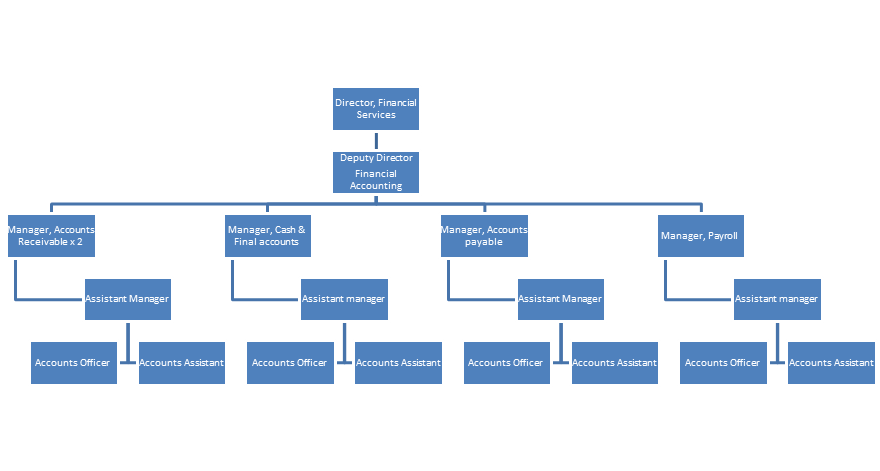 Director, Financial
Services
Deputy Director
Financial
Accounting
Manager, Accounts
Receivable x 2
Manager, Cash &
Final accounts
Manager, Accounts
payable
Manager, Payroll
Assistant Manager
Assistant manager
Assistant Manager
Assistant manager
Accounts Officer
Accounts Assistant
Accounts Officer
Accounts Assistant
Accounts Officer
Accounts Assistant
Accounts Officer
Accounts Assistant